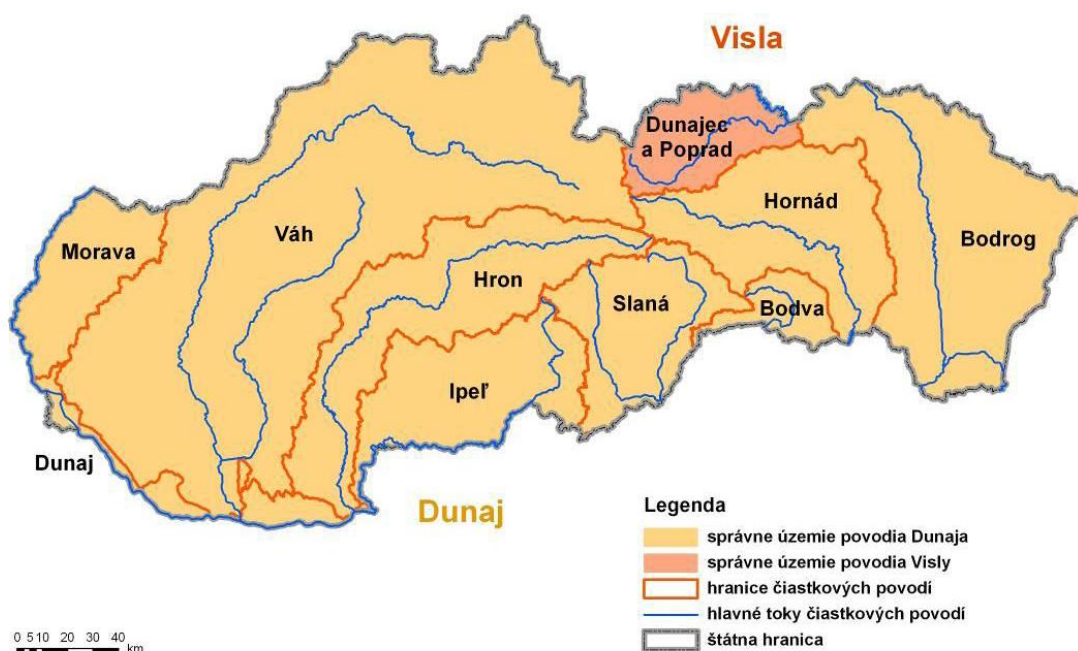 Visla
Dunajec
a Poprad
Hornád
Bodrog
Morava
Váh
Hron
Slaná
Bodva
Ipeľ
Dunaj
Dunaj
Legenda
správne územie povodia Dunaja
správne územie povodia Visly
hranice čiastkových povodí
hlavné toky čiastkových povodí
štátna hranica
0 5 10 20 30 40
km